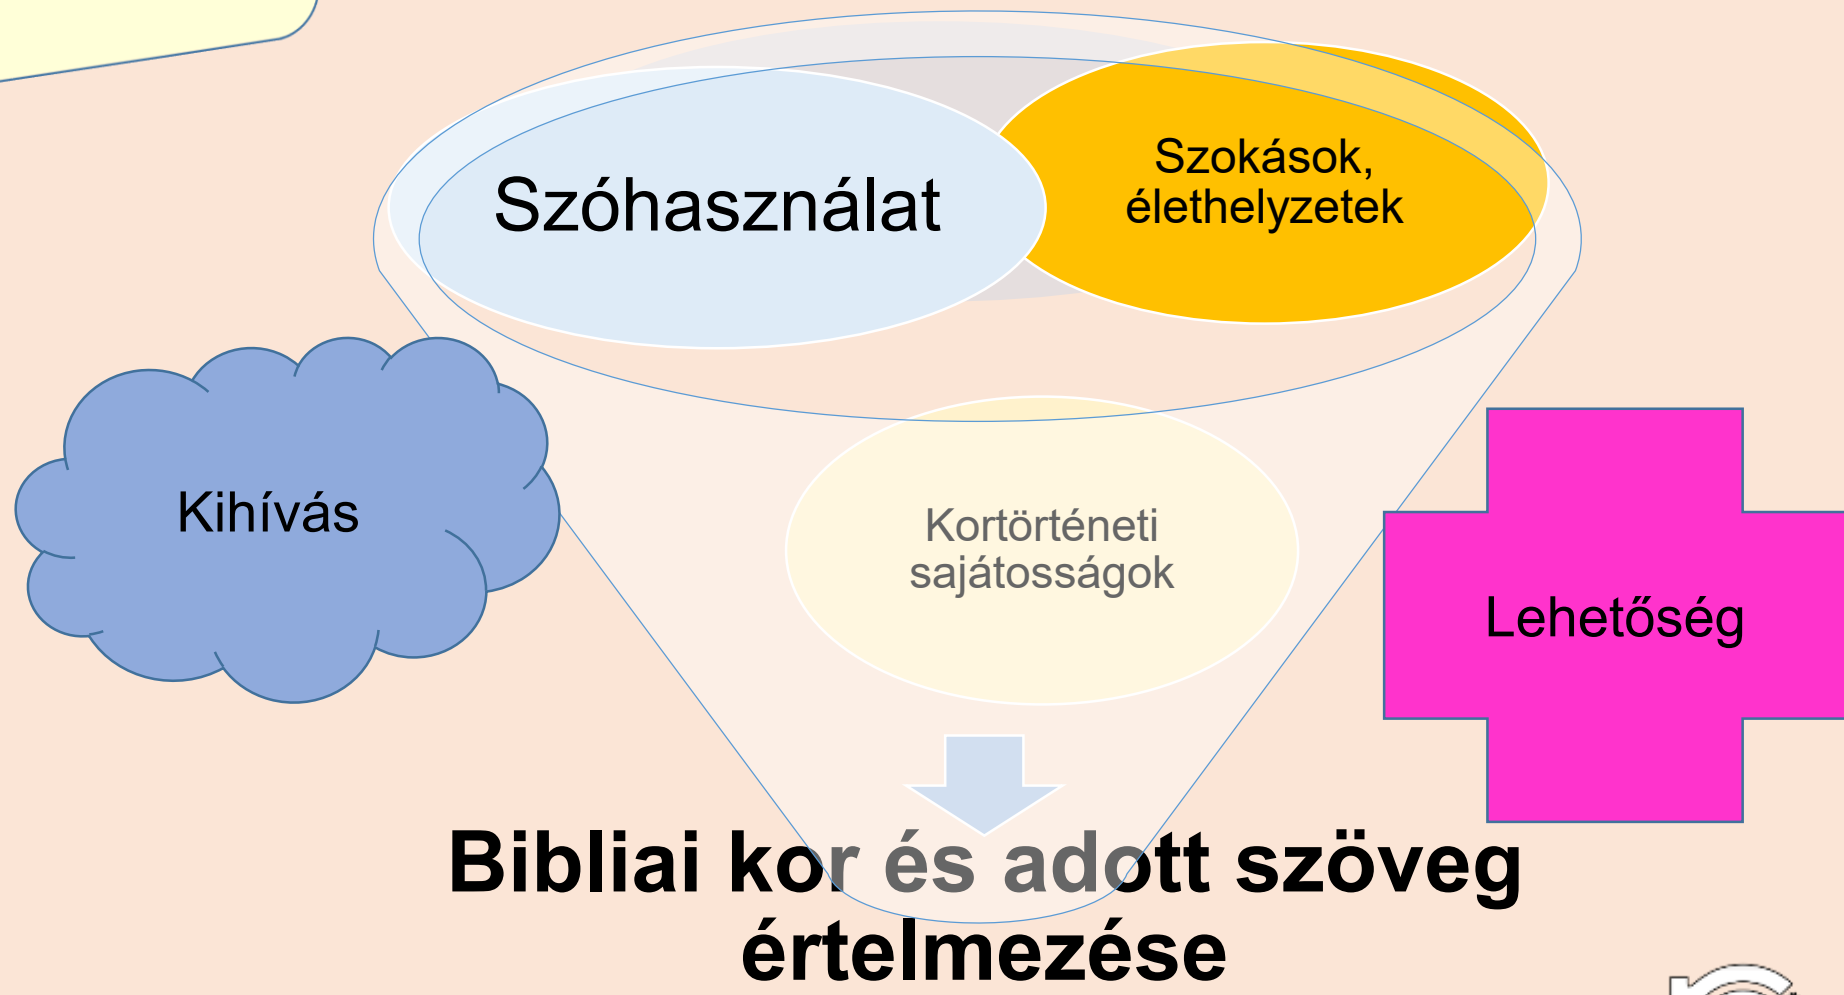 Szóhasználat
Szokások,
élethelyzetek
Kihívás
Kortörténeti
sajátosságok
Lehetőség
Bibliai kor és adott szöveg
értelmezése